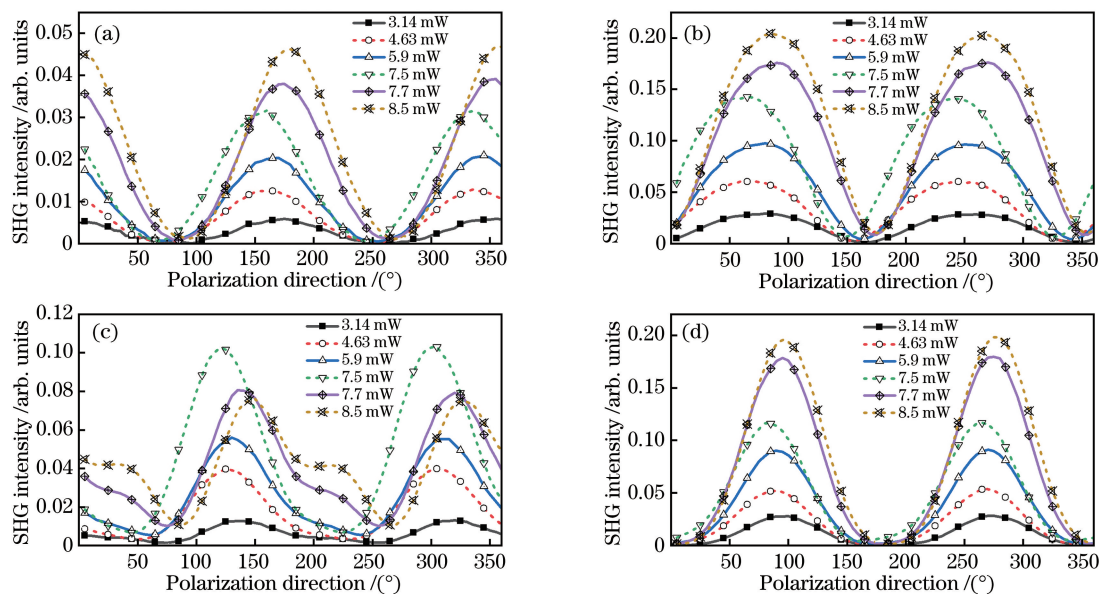 (a)
3.14 mW
4.63 mW
5.9 mW
7.5 mW
7.7 mW
8.5 mW
SHG intensity /arb. units
0.05
0.04
0.03
0.02
0.01
0
50 100 150 200 250 300 350
Polarization direction /(°)
(b)
3.14 mW
4.63 mW
5.9 mW
7.5 mW
7.7 mW
8.5 mW
SHG intensity /arb. units
0.20
0.15
0.10
0.05
0
50 100 150 200 250 300 350
Polarization direction /(°)
(c)
3.14 mW
4.63 mW
5.9 mW
7.5 mW
7.7 mW
8.5 mW
SHG intensity /arb. units
0.12
0.10
0.08
0.06
0.04
0.02
0
50 100 150 200 250 300 350
Polarization direction /(°)
(d)
3.14 mW
4.63 mW
5.9 mW
7.5 mW
7.7 mW
8.5 mW
SHG intensity /arb. units
0.20
0.15
0.10
0.05
0
50 100 150 200 250 300 350
Polarization direction /(°)